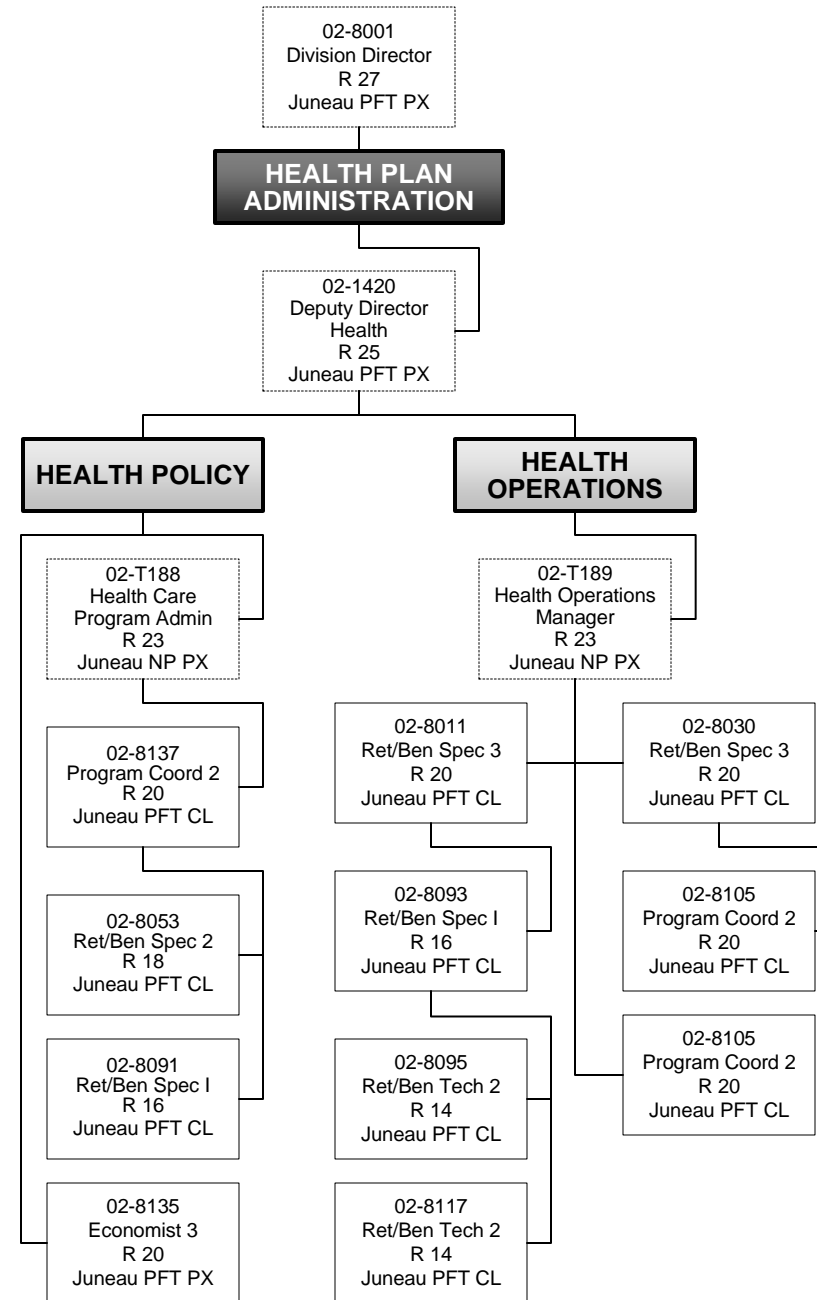 02-8001
Division Director
R 27
Juneau PFT PX
HEALTH PLAN
ADMINISTRATION
02-1420
Deputy Director
Health
R 25
Juneau PFT PX
HEALTH POLICY
HEALTH
OPERATIONS
02-T188
Health Care
Program Admin
R 23
Juneau NP PX
02-T189
Health Operations
Manager
R 23
Juneau NP PX
02-8137
Program Coord 2
R 20
Juneau PFT CL
02-8011
Ret/Ben Spec 3
R 20
Juneau PFT CL
02-8030
Ret/Ben Spec 3
R 20
Juneau PFT CL
02-8053
Ret/Ben Spec 2
R 18
Juneau PFT CL
02-8093
Ret/Ben Spec I
R 16
Juneau PFT CL
02-8105
Program Coord 2
R 20
Juneau PFT CL
02-8091
Ret/Ben Spec I
R 16
Juneau PFT CL
02-8095
Ret/Ben Tech 2
R 14
Juneau PFT CL
02-8105
Program Coord 2
R 20
Juneau PFT CL
02-8135
Economist 3
R 20
Juneau PFT PX
02-8117
Ret/Ben Tech 2
R 14
Juneau PFT CL